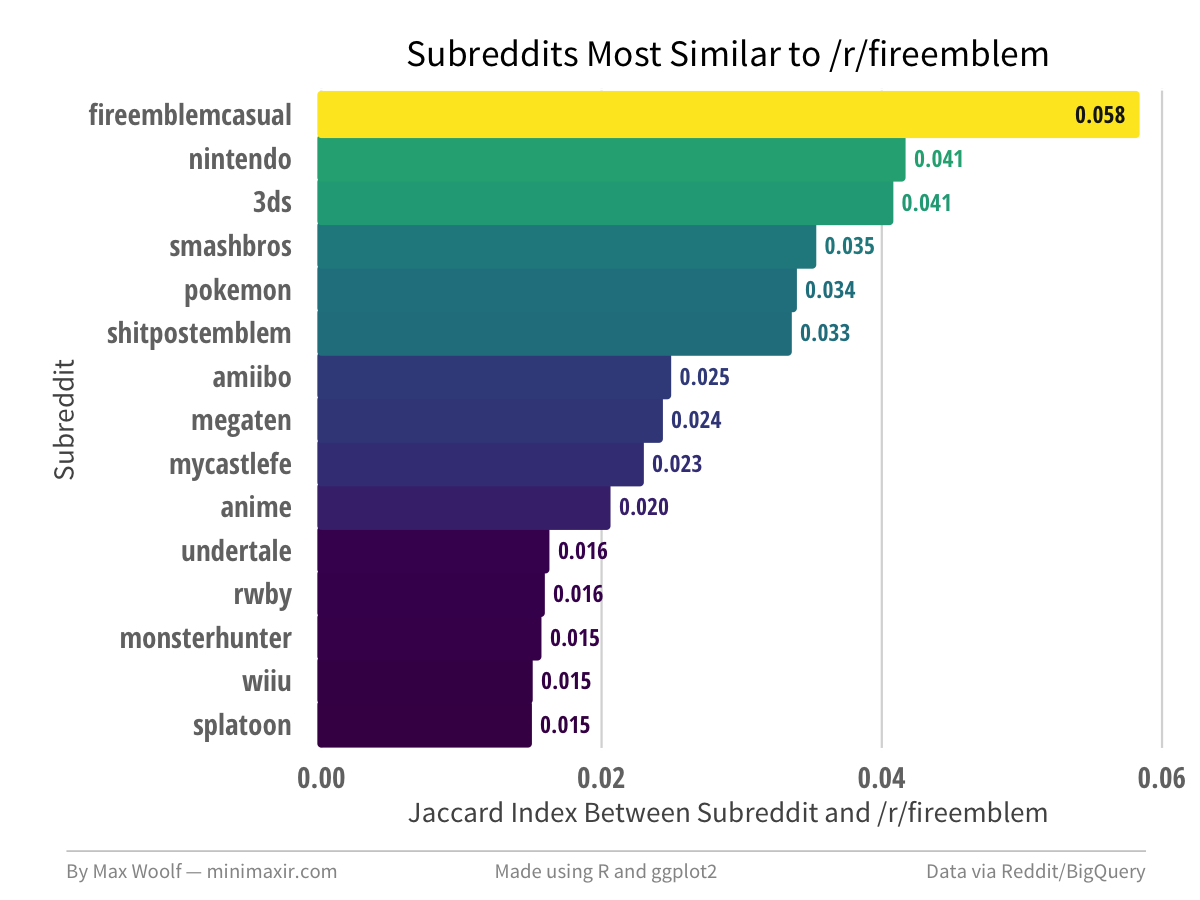 Subreddits Most Similar to /r/fireemblem
fireemblemcasual 0.058
nintendo 0.041
3ds 0.041
smashbros 0.035
pokemon 0.034
shitpostemblem 0.033
amiibo 0.025
megaten 0.024
mycastlefe 0.023
anime 0.020
undertale 0.016
rwby 0.016
monsterhunter 0.015
wiiu 0.015
splatoon 0.015
Subreddit
0.00 0.02 0.04 0.06
Jaccard Index Between Subreddit and /r/fireemblem
By Max Woolf — minimaxir.com Made using R and ggplot2 Data via Reddit/BigQuery